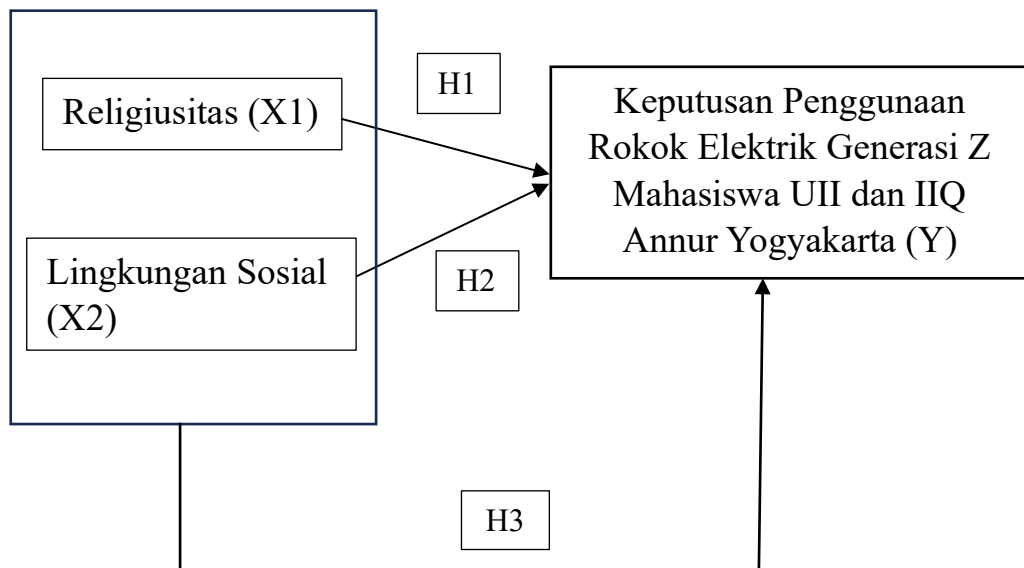 Religiusitas (X1)
H1
Keputusan Penggunaan
Rokok Elektrik Generasi Z
Mahasiswa UII dan IIQ
Annur Yogyakarta (Y)
Lingkungan Sosial
(X2)
H2
H3